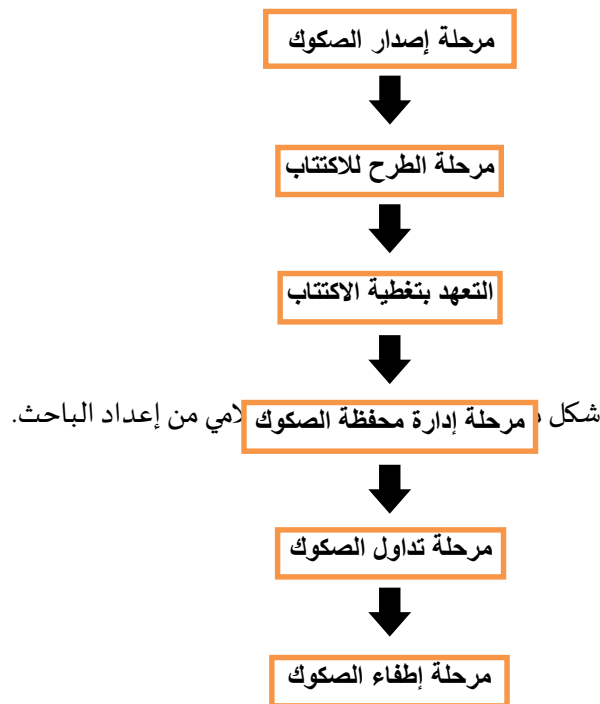 مرحلة إصدار الصكوك
مرحلة الطرح للاكتتاب
التعهد بتغطية الاكتتاب
شكل
مرحلة إدارة محفظة الصكوك
من إعداد الباحث.
مرحلة تداول الصكوك
مرحلة إطفاء الصكوك